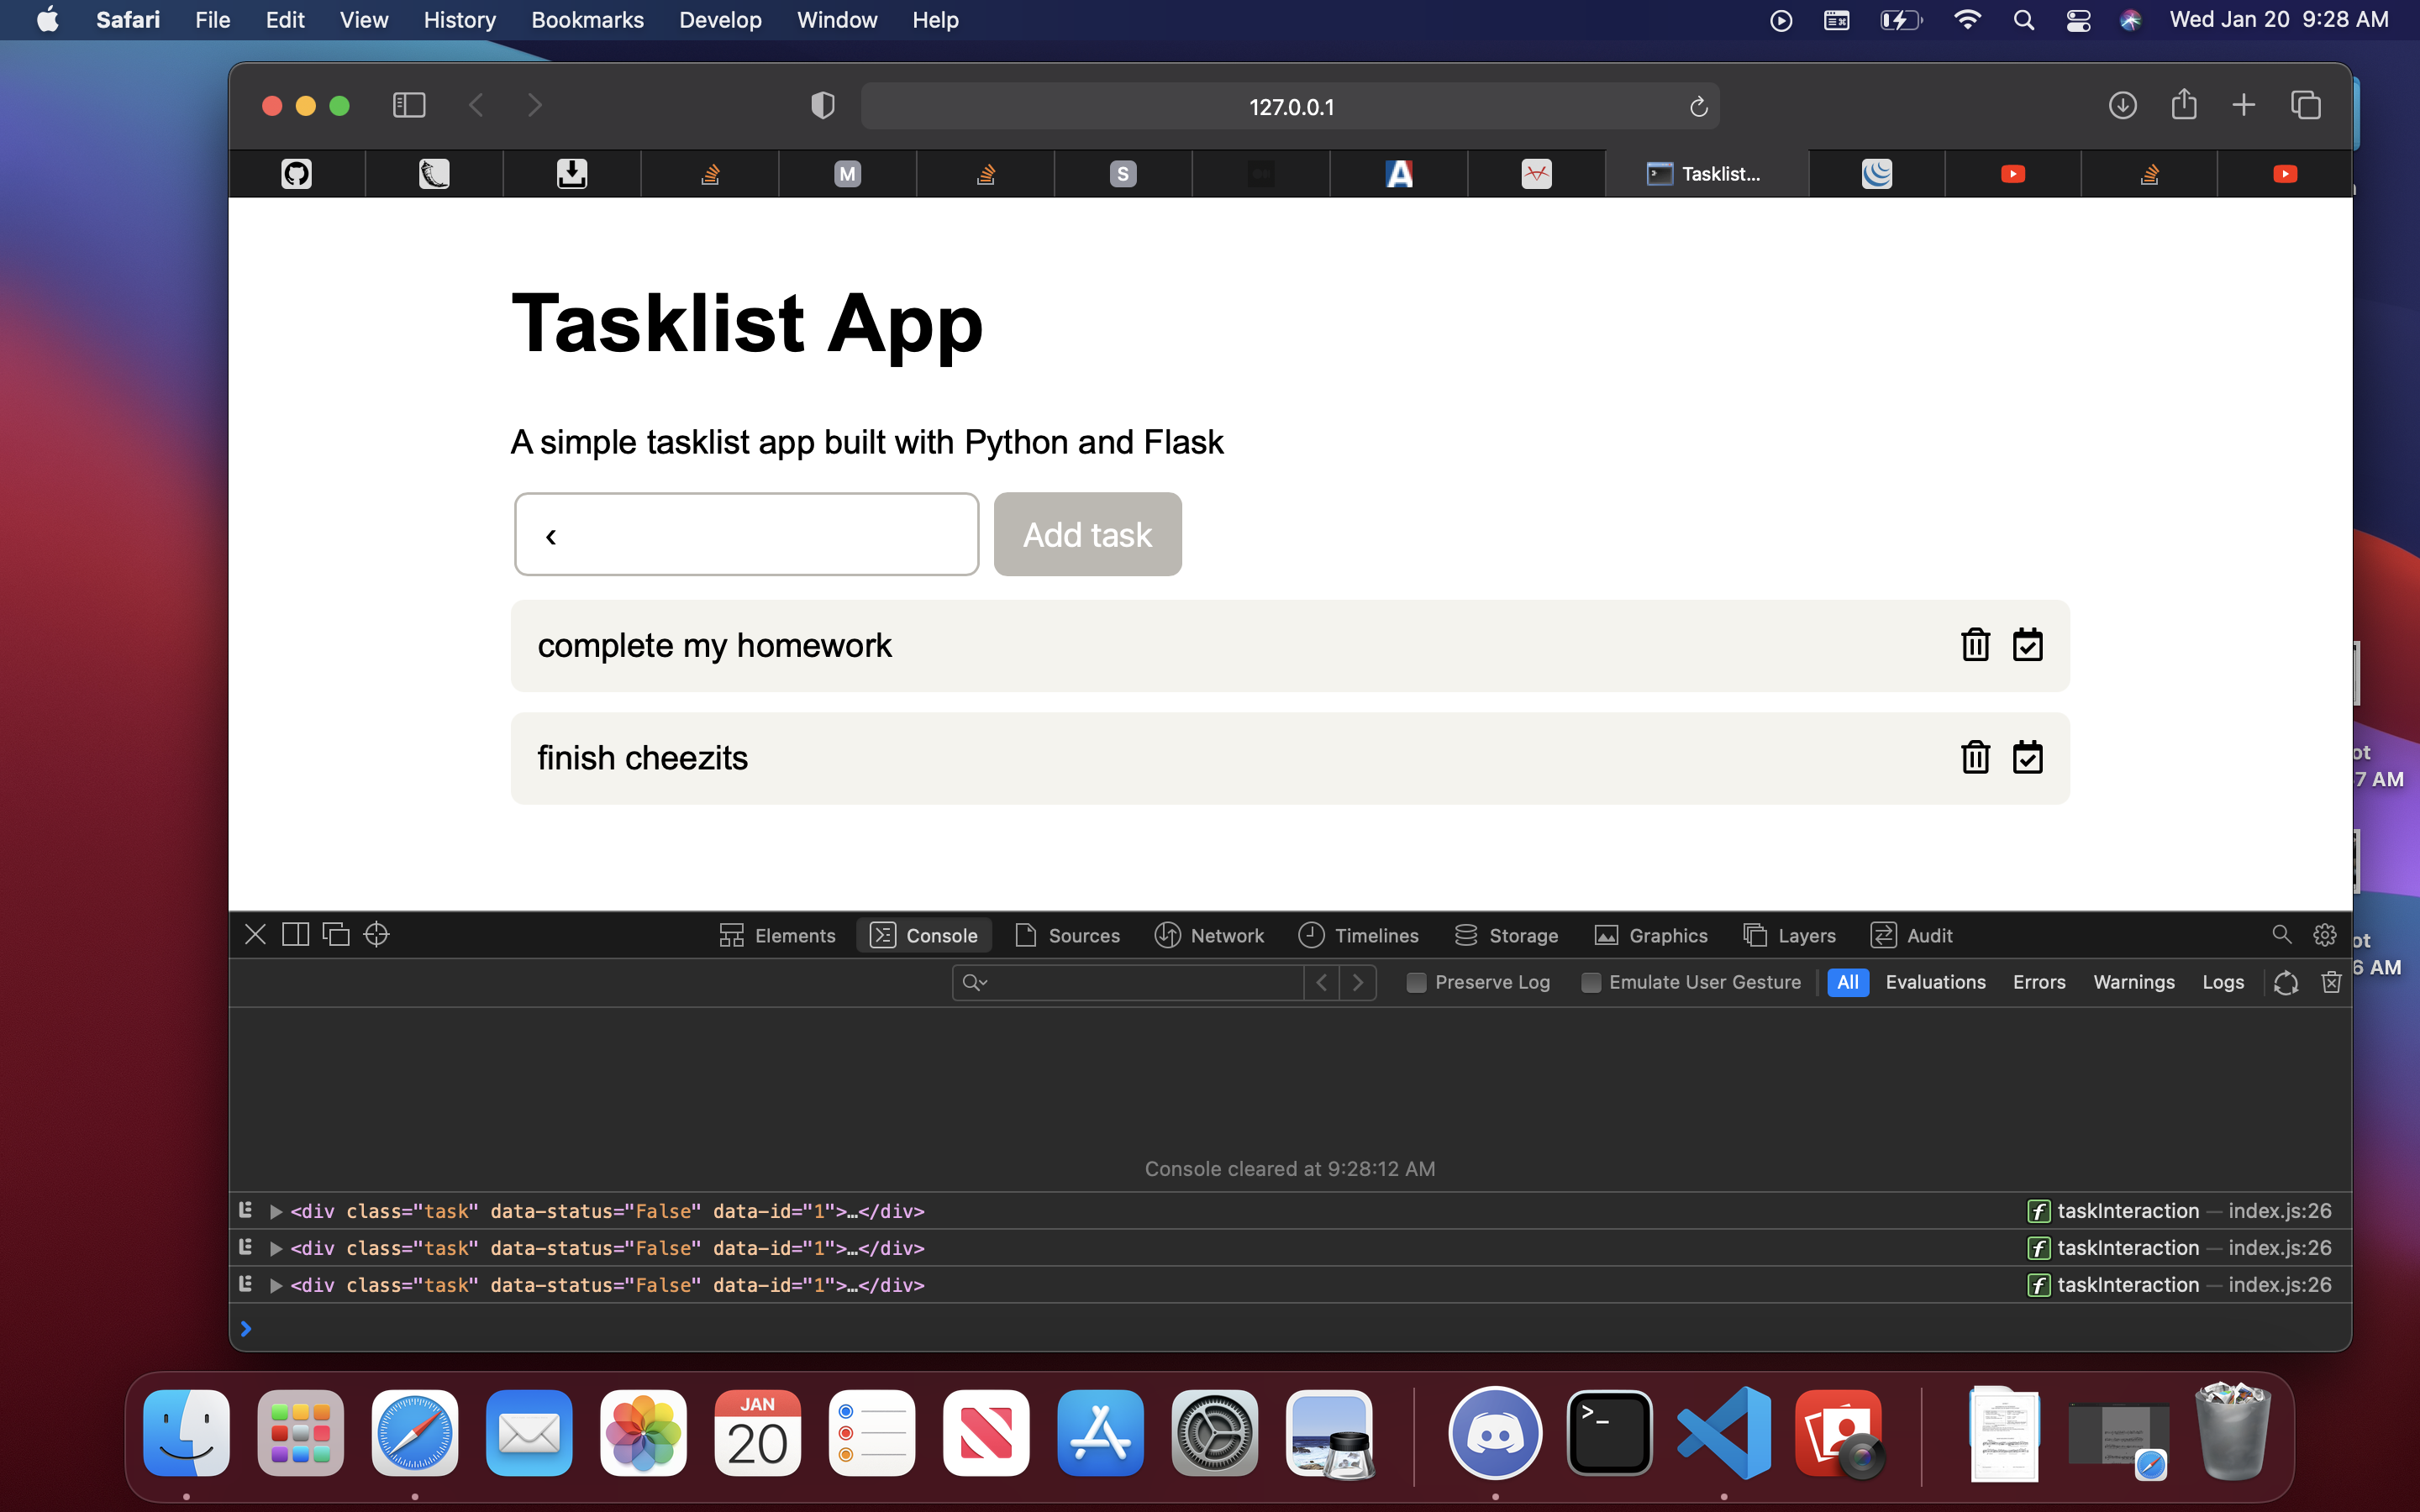 Safari File Edit View History Bookmarks Develop Window Help Wed Jan 20 9:28 AM
127.0.0.1
M S A Tasklist...
Tasklist App
A simple tasklist app built with Python and Flask
‹ Add task
complete my homework
finish cheezits
ot
7 AM
ot
6 AM
Elements Console Sources Network Timelines Storage Graphics Layers Audit
Preserve Log Emulate User Gesture All Evaluations Errors Warnings Logs
Console cleared at 9:28:12 AM
<div class="task" data-status="False" data-id="1">…</div> f taskInteraction — index.js:26
<div class="task" data-status="False" data-id="1">…</div> f taskInteraction — index.js:26
<div class="task" data-status="False" data-id="1">…</div> f taskInteraction — index.js:26
JAN
20
>_